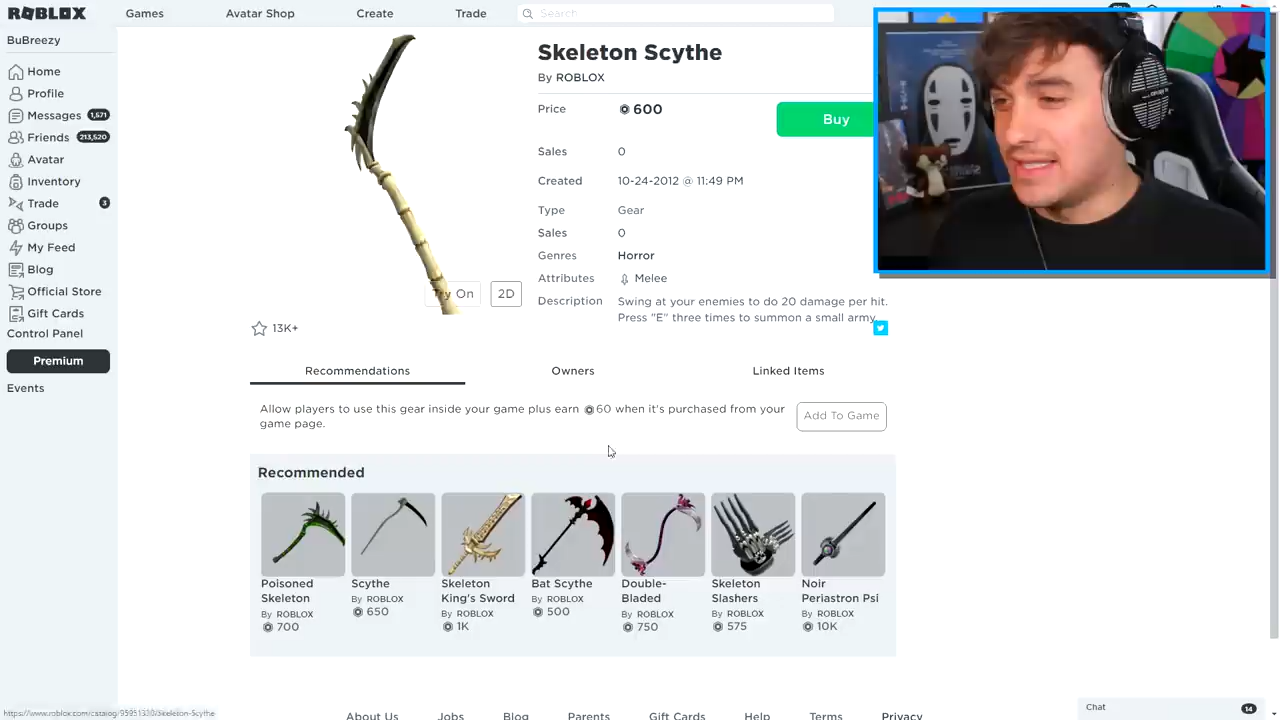 ROBLOX
Games
Avatar Shop
Create
Trade
Search
BuBreezy
Home
Profile
Messages 1,571
Friends 213,520
Avatar
Inventory
Trade 3
Groups
My Feed
Blog
Official Store
Gift Cards
Control Panel
Premium
Events
Skeleton Scythe
By ROBLOX
Price 600
Buy
Sales 0
Created 10-24-2012 @ 11:49 PM
Type Gear
Sales 0
Genres Horror
Attributes Melee
Description Swing at your enemies to do 20 damage per hit.
Press "E" three times to summon a small army.
Try On
2D
13K+
Recommendations
Owners
Linked Items
Allow players to use this gear inside your game plus earn 60 when it's purchased from your
game page.
Add To Game
Recommended
Poisoned
Skeleton
By ROBLOX
700
Scythe
By ROBLOX
650
Skeleton
King's Sword
By ROBLOX
1K
Bat Scythe
By ROBLOX
500
Double-
Bladed
By ROBLOX
750
Skeleton
Slashers
By ROBLOX
575
Noir
Periastron Psi
By ROBLOX
10K
About Us
Jobs
Blog
Parents
Gift Cards
Help
Terms
Privacy
Chat 14